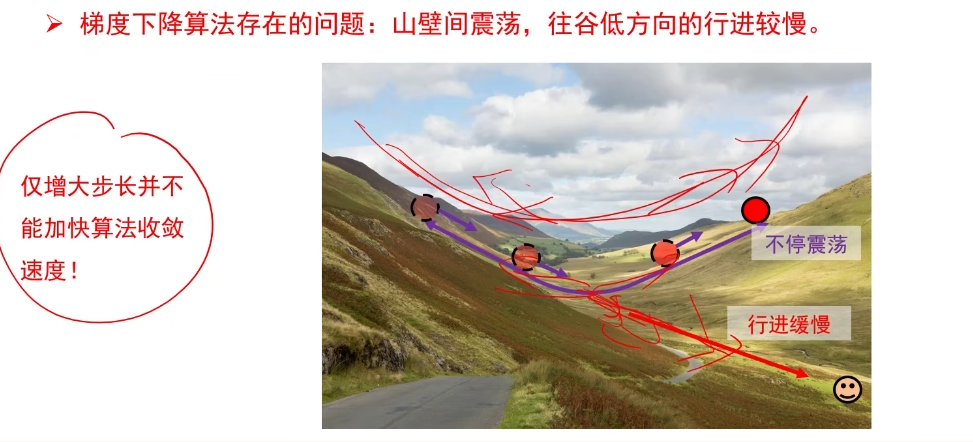 ➢ 梯度下降算法存在的问题：山壁间震荡，往谷低方向的行进较慢。
仅增大步长并不
能加快算法收敛
速度！
不停震荡
行进缓慢